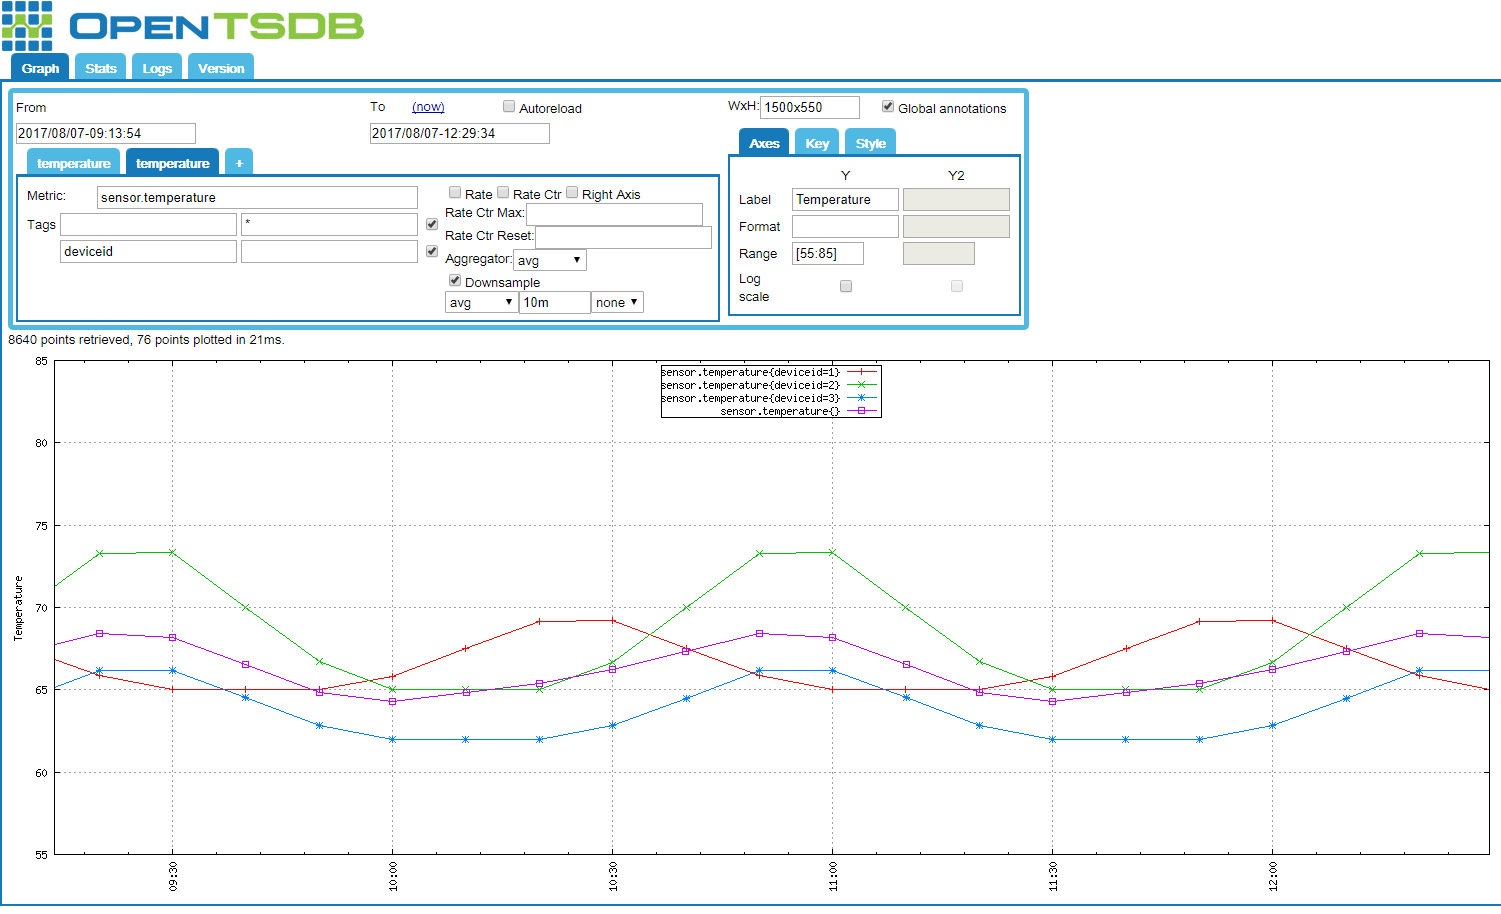 OPENTSDB
Graph Stats Logs Version
From To (now) Autoreload WxH: 1500x550 Global annotations
2017/08/07-09:13:54 2017/08/07-12:29:34
temperature temperature +
Metric: sensor.temperature
Tags *
deviceid
Rate Rate Ctr Right Axis
Rate Ctr Max:
Rate Ctr Reset:
Aggregator: avg
Downsample
avg 10m none
Axes Key Style
Y Y2
Label Temperature
Format
Range [55:85]
Log
scale
8640 points retrieved, 76 points plotted in 21ms.
sensor.temperature{deviceid=1}
sensor.temperature{deviceid=2}
sensor.temperature{deviceid=3}
sensor.temperature{}
85
80
75
70
65
60
55
Temperature
09:30 10:00 10:30 11:00 11:30 12:00